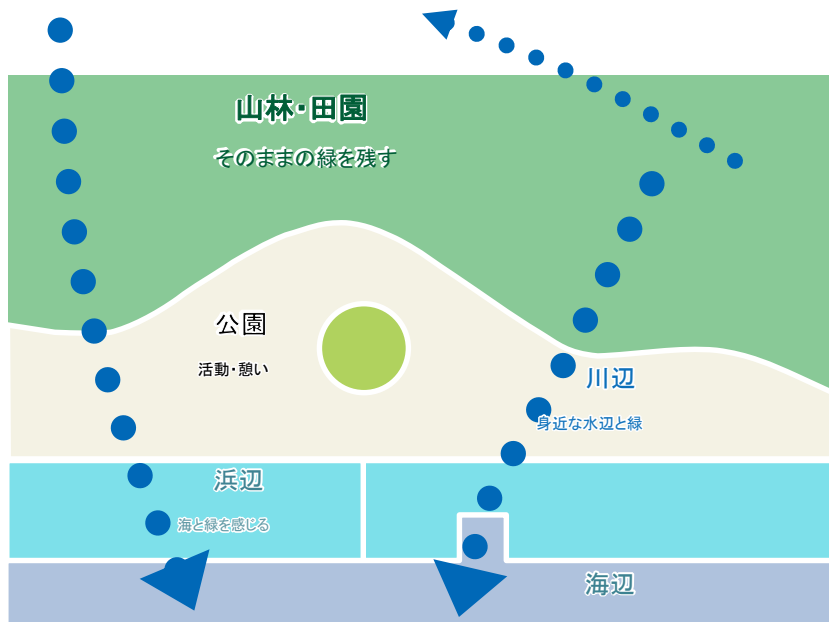 山林・田園
そのままの緑を残す
公園
活動・憩い
川辺
身近な水辺と緑
浜辺
海と緑を感じる
海辺